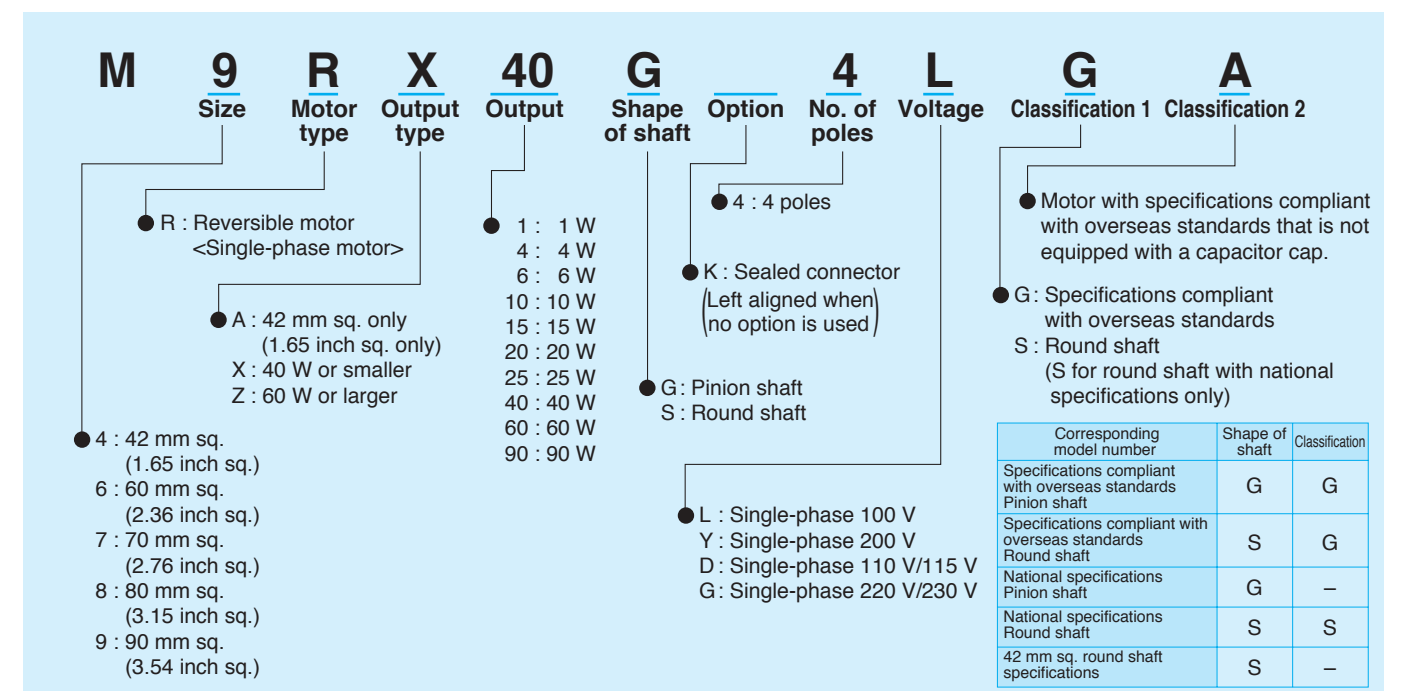 M 9 R X 40 G 4 L G A
Size Motor type Output type Output Shape of shaft Option No. of poles Voltage Classification 1 Classification 2
R : Reversible motor
<Single-phase motor>
A : 42 mm sq. only
(1.65 inch sq. only)
X : 40 W or smaller
Z : 60 W or larger
4 : 42 mm sq.
(1.65 inch sq.)
6 : 60 mm sq.
(2.36 inch sq.)
7 : 70 mm sq.
(2.76 inch sq.)
8 : 80 mm sq.
(3.15 inch sq.)
9 : 90 mm sq.
(3.54 inch sq.)
1 : 1 W
4 : 4 W
6 : 6 W
10 : 10 W
15 : 15 W
20 : 20 W
25 : 25 W
40 : 40 W
60 : 60 W
90 : 90 W
G : Pinion shaft
S : Round shaft
K : Sealed connector
(Left aligned when
no option is used)
4 : 4 poles
L : Single-phase 100 V
Y : Single-phase 200 V
D : Single-phase 110 V/115 V
G : Single-phase 220 V/230 V
Motor with specifications compliant
with overseas standards that is not
equipped with a capacitor cap.
G : Specifications compliant
with overseas standards
S : Round shaft
(S for round shaft with national
specifications only)
Corresponding model number Shape of shaft Classification
Specifications compliant
with overseas standards
Pinion shaft G G
Specifications compliant with
overseas standards
Round shaft S G
National specifications
Pinion shaft G –
National specifications
Round shaft S S
42 mm sq. round shaft
specifications S –